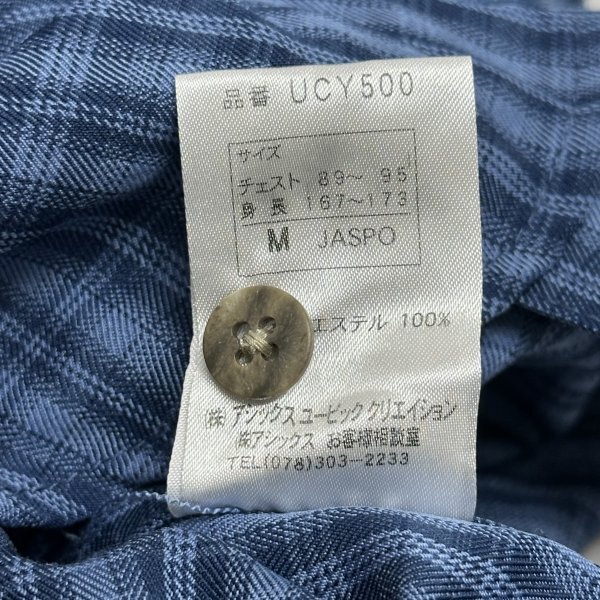 品番 UCY500
サイズ
チェスト 89～ 95
身長 167～173
M JASPO
エステル 100%
(株) アシックスユービック クリエイション
(株)アシックス お客様相談室
TEL(078)303-2233